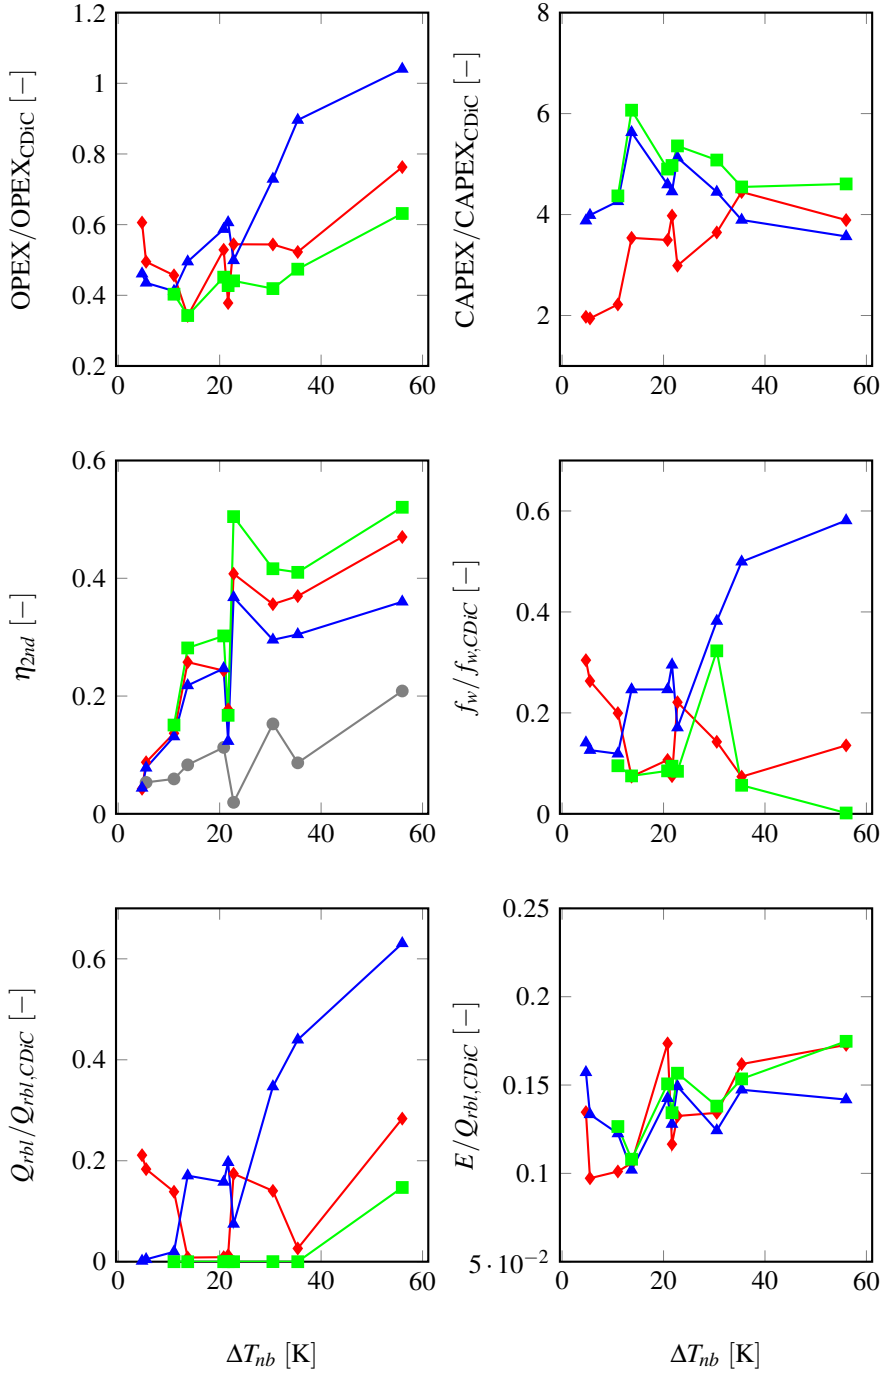 OPEX/OPEX_CDiC [−]
1.2
1
0.8
0.6
0.4
0.2
0 20 40 60
CAPEX/CAPEX_CDiC [−]
8
6
4
2
0 20 40 60
η_2nd [−]
0.6
0.4
0.2
0
0 20 40 60
f_w/f_w,CDiC [−]
0.6
0.4
0.2
0
0 20 40 60
Q_rbl/Q_rbl,CDiC [−]
0.6
0.4
0.2
0
0 20 40 60
ΔT_nb [K]
E/Q_rbl,CDiC [−]
0.25
0.2
0.15
0.1
5·10⁻²
0 20 40 60
ΔT_nb [K]